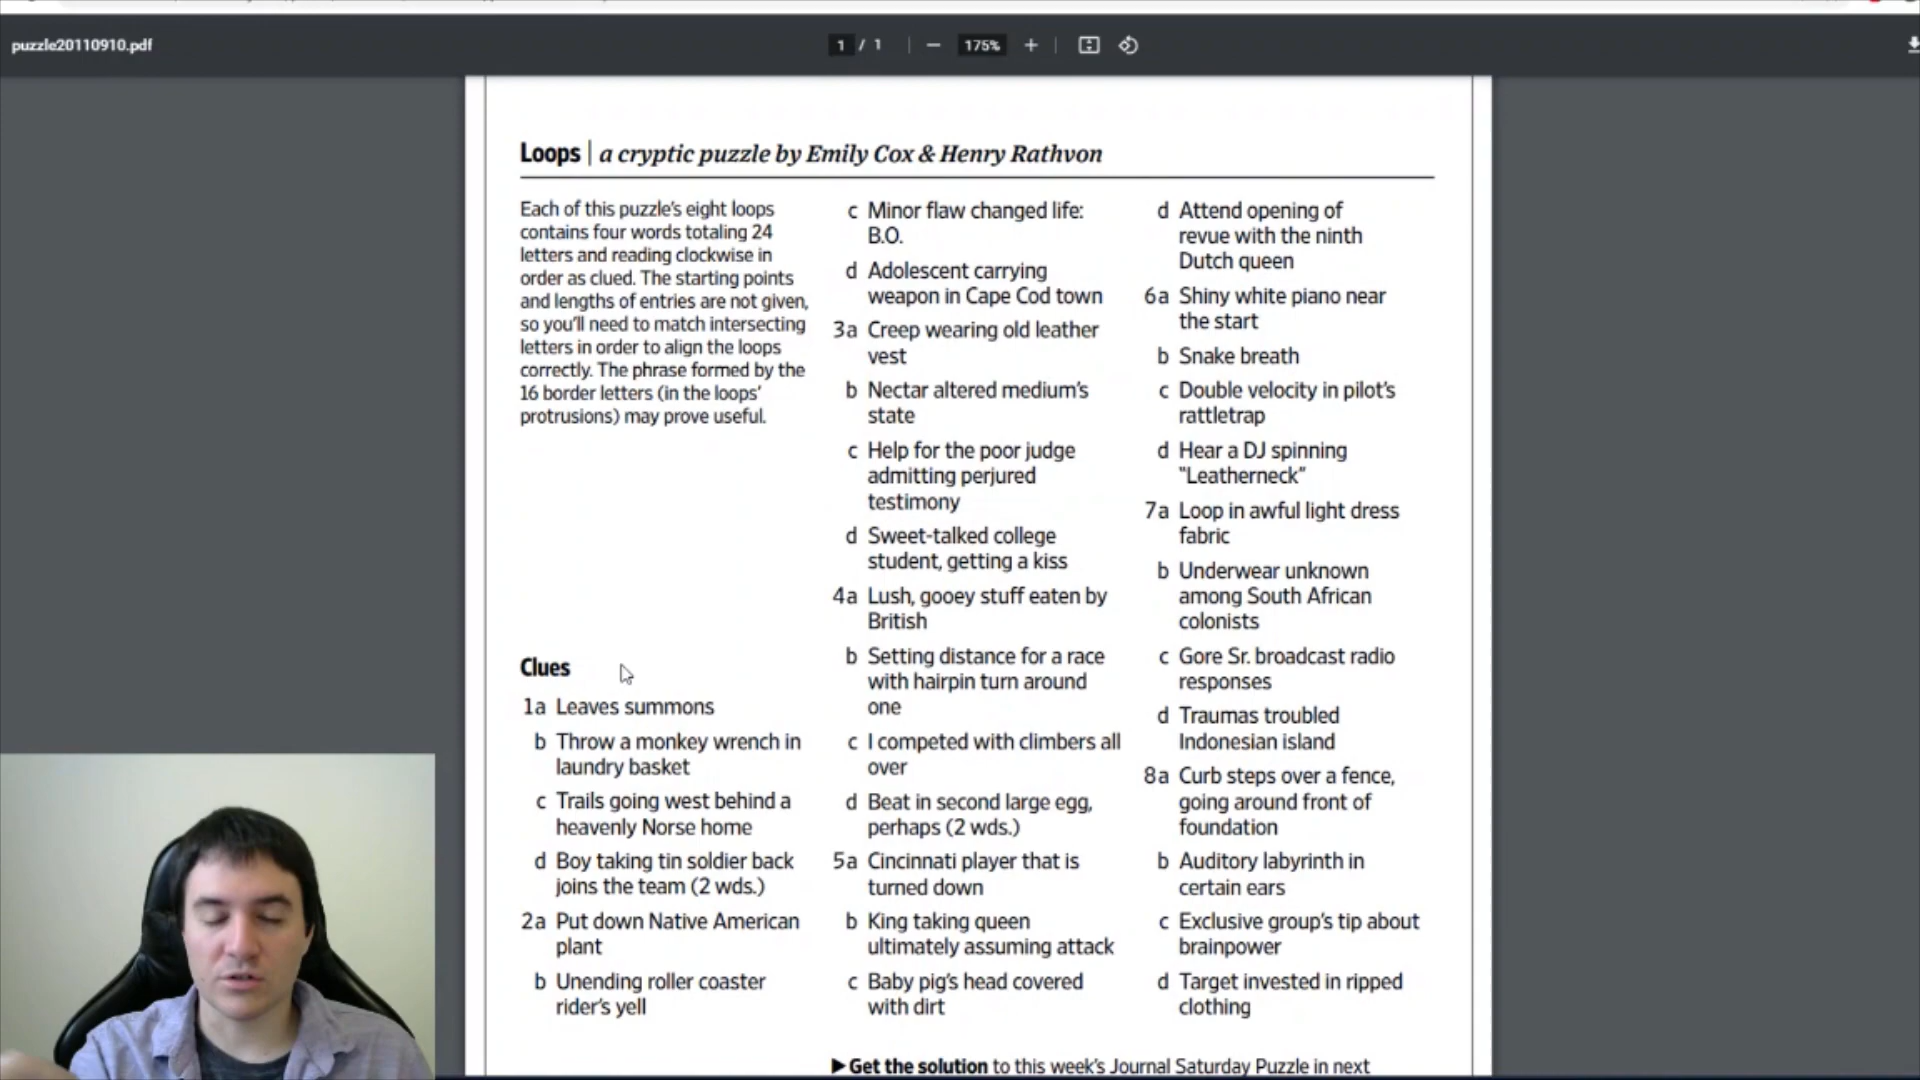 puzzle20110910.pdf
1 / 1
175%
Loops | a cryptic puzzle by Emily Cox & Henry Rathvon
Each of this puzzle's eight loops
contains four words totaling 24
letters and reading clockwise in
order as clued. The starting points
and lengths of entries are not given,
so you'll need to match intersecting
letters in order to align the loops
correctly. The phrase formed by the
16 border letters (in the loops'
protrusions) may prove useful.
Clues
1a Leaves summons
b Throw a monkey wrench in
laundry basket
c Trails going west behind a
heavenly Norse home
d Boy taking tin soldier back
joins the team (2 wds.)
2a Put down Native American
plant
b Unending roller coaster
rider's yell
c Minor flaw changed life:
B.O.
d Adolescent carrying
weapon in Cape Cod town
3a Creep wearing old leather
vest
b Nectar altered medium's
state
c Help for the poor judge
admitting perjured
testimony
d Sweet-talked college
student, getting a kiss
4a Lush, gooey stuff eaten by
British
b Setting distance for a race
with hairpin turn around
one
c I competed with climbers all
over
d Beat in second large egg,
perhaps (2 wds.)
5a Cincinnati player that is
turned down
b King taking queen
ultimately assuming attack
c Baby pig's head covered
with dirt
d Attend opening of
revue with the ninth
Dutch queen
6a Shiny white piano near
the start
b Snake breath
c Double velocity in pilot's
rattletrap
d Hear a DJ spinning
"Leatherneck"
7a Loop in awful light dress
fabric
b Underwear unknown
among South African
colonists
c Gore Sr. broadcast radio
responses
d Traumas troubled
Indonesian island
8a Curb steps over a fence,
going around front of
foundation
b Auditory labyrinth in
certain ears
c Exclusive group's tip about
brainpower
d Target invested in ripped
clothing
▶Get the solution to this week's Journal Saturday Puzzle in next